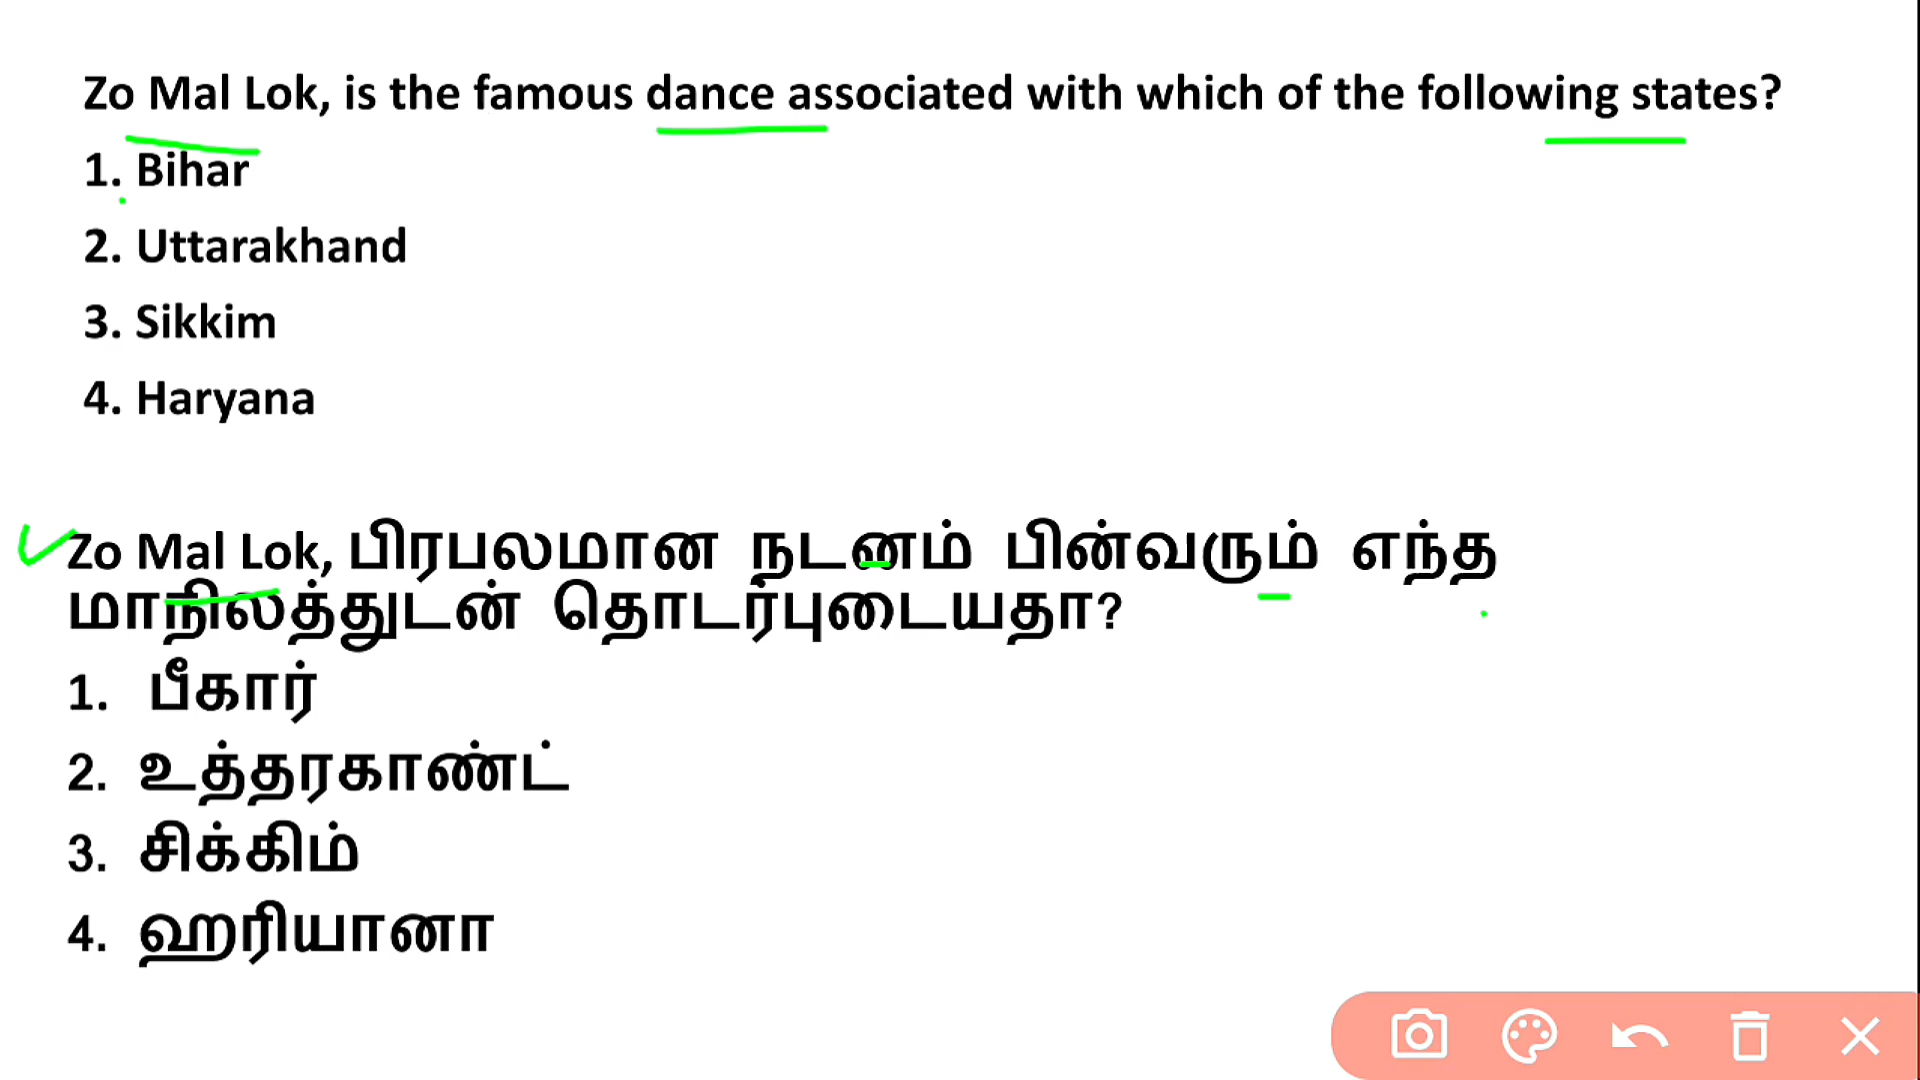 Zo Mal Lok, is the famous dance associated with which of the following states?
1. Bihar
2. Uttarakhand
3. Sikkim
4. Haryana
Zo Mal Lok, பிரபலமான நடனம் பின்வரும் எந்த
மாநிலத்துடன் தொடர்புடையதா?
1. பீகார்
2. உத்தரகாண்ட்
3. சிக்கிம்
4. ஹரியானா